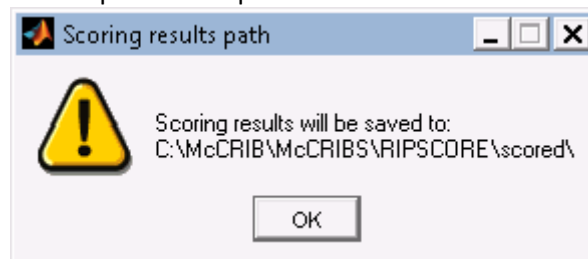 Scoring results path
Scoring results will be saved to:
C:\McCRIB\McCRIBS\RIPSCORE\scored\
OK